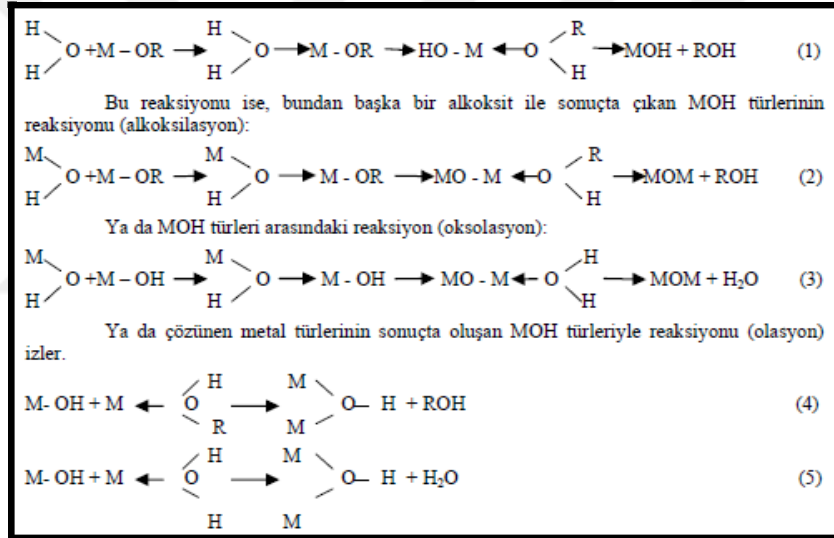 H H R
O +M – OR → O → M - OR → HO - M ← O → MOH + ROH (1)
H H H
Bu reaksiyonu ise, bundan başka bir alkoksit ile sonuçta çıkan MOH türlerinin
reaksiyonu (alkoksilasyon):
M M R
O +M – OR → O → M - OR → MO - M ← O → MOM + ROH (2)
H H H
Ya da MOH türleri arasındaki reaksiyon (oksolasyon):
M M H
O +M – OH → O → M - OH → MO - M ← O → MOM + H₂O (3)
H H H
Ya da çözünen metal türlerinin sonuçta oluşan MOH türleriyle reaksiyonu (olasyon)
izler.
H M
M- OH + M ← O → O – H + ROH (4)
R M
H M
M- OH + M ← O → O – H + H₂O (5)
H M